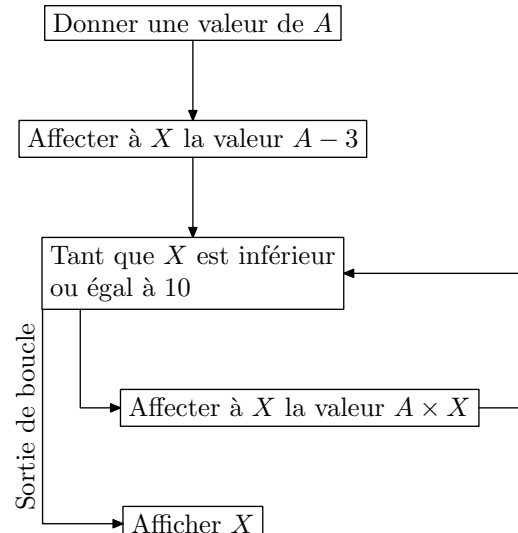 Donner une valeur de A
Affecter à X la valeur A − 3
Tant que X est inférieur
ou égal à 10
Sortie de boucle
Affecter à X la valeur A × X
Afficher X